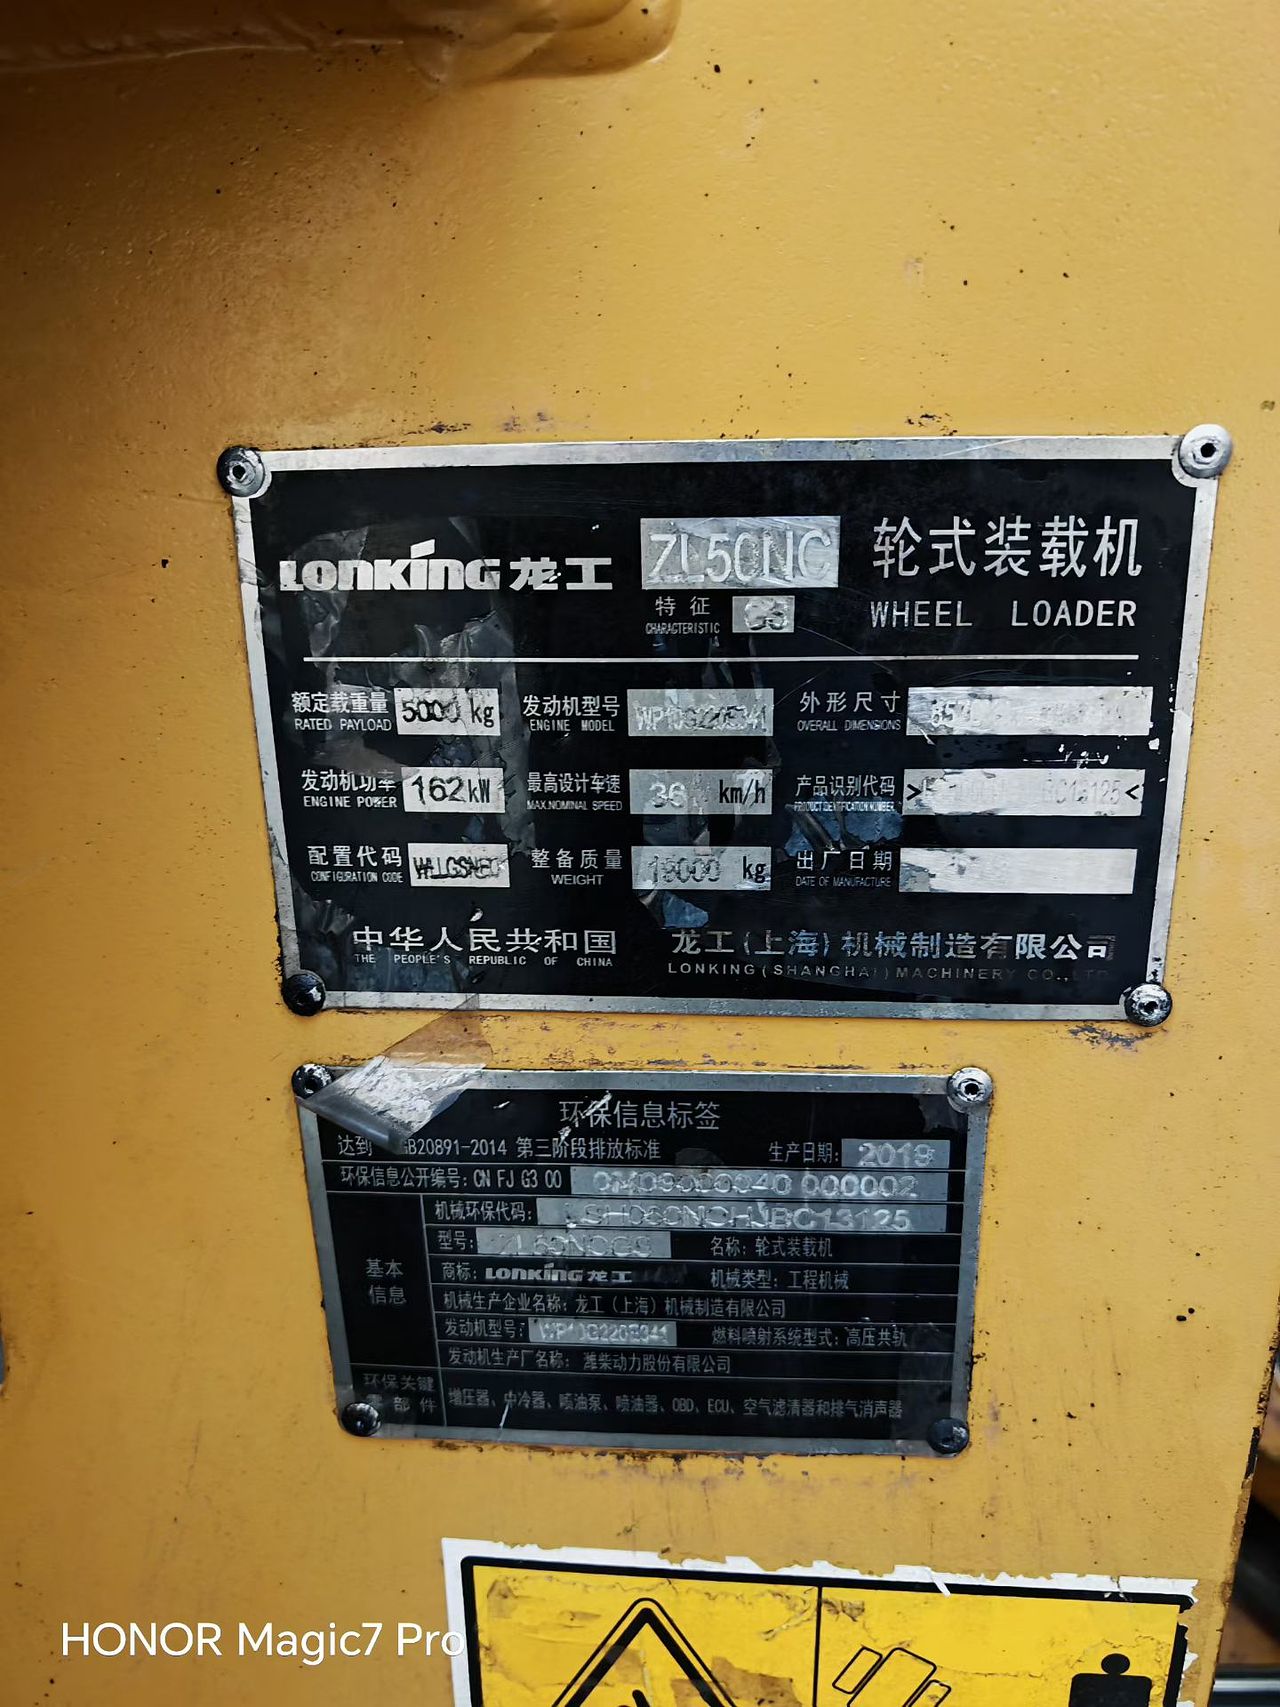 LONKING 龙工 ZL50NC 轮式装载机
特征 CHARACTERISTIC G3 WHEEL LOADER
额定载重量 RATED PAYLOAD 5000 kg 发动机型号 ENGINE MODEL WP10G220E341 外形尺寸 OVERALL DIMENSIONS
发动机功率 ENGINE POWER 162kW 最高设计车速 MAX.NOMINAL SPEED 36 km/h 产品识别代码 PRODUCT IDENTIFICATION NUMBER > BC13125<
配置代码 CONFIGURATION CODE 整备质量 WEIGHT kg 出厂日期 DATE OF MANUFACTURE
中华人民共和国 龙工(上海)机械制造有限公司
THE PEOPLE'S REPUBLIC OF CHINA LONKING(SHANGHAI)MACHINERY CO.,LTD
环保信息标签
达到 GB20891-2014 第三阶段排放标准 生产日期:
环保信息公开编号: CN FJ G3 00 000002
机械环保代码: BC13125
型号: 名称: 轮式装载机
基本信息 商标: LONKING 龙工 机械类型: 工程机械
机械生产企业名称: 龙工(上海)机械制造有限公司
发动机型号: WP10G220E341 燃料喷射系统型式: 高压共轨
发动机生产厂名称: 潍柴动力股份有限公司
环保关键零部件 增压器、中冷器、喷油泵、喷油器、OBD、ECU、空气滤清器和排气消声器
HONOR Magic7 Pro